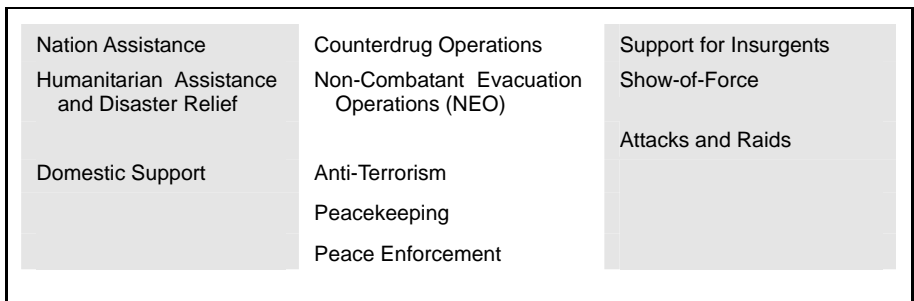 Nation Assistance
Humanitarian Assistance
and Disaster Relief
Domestic Support
Counterdrug Operations
Non-Combatant Evacuation
Operations (NEO)
Anti-Terrorism
Peacekeeping
Peace Enforcement
Support for Insurgents
Show-of-Force
Attacks and Raids